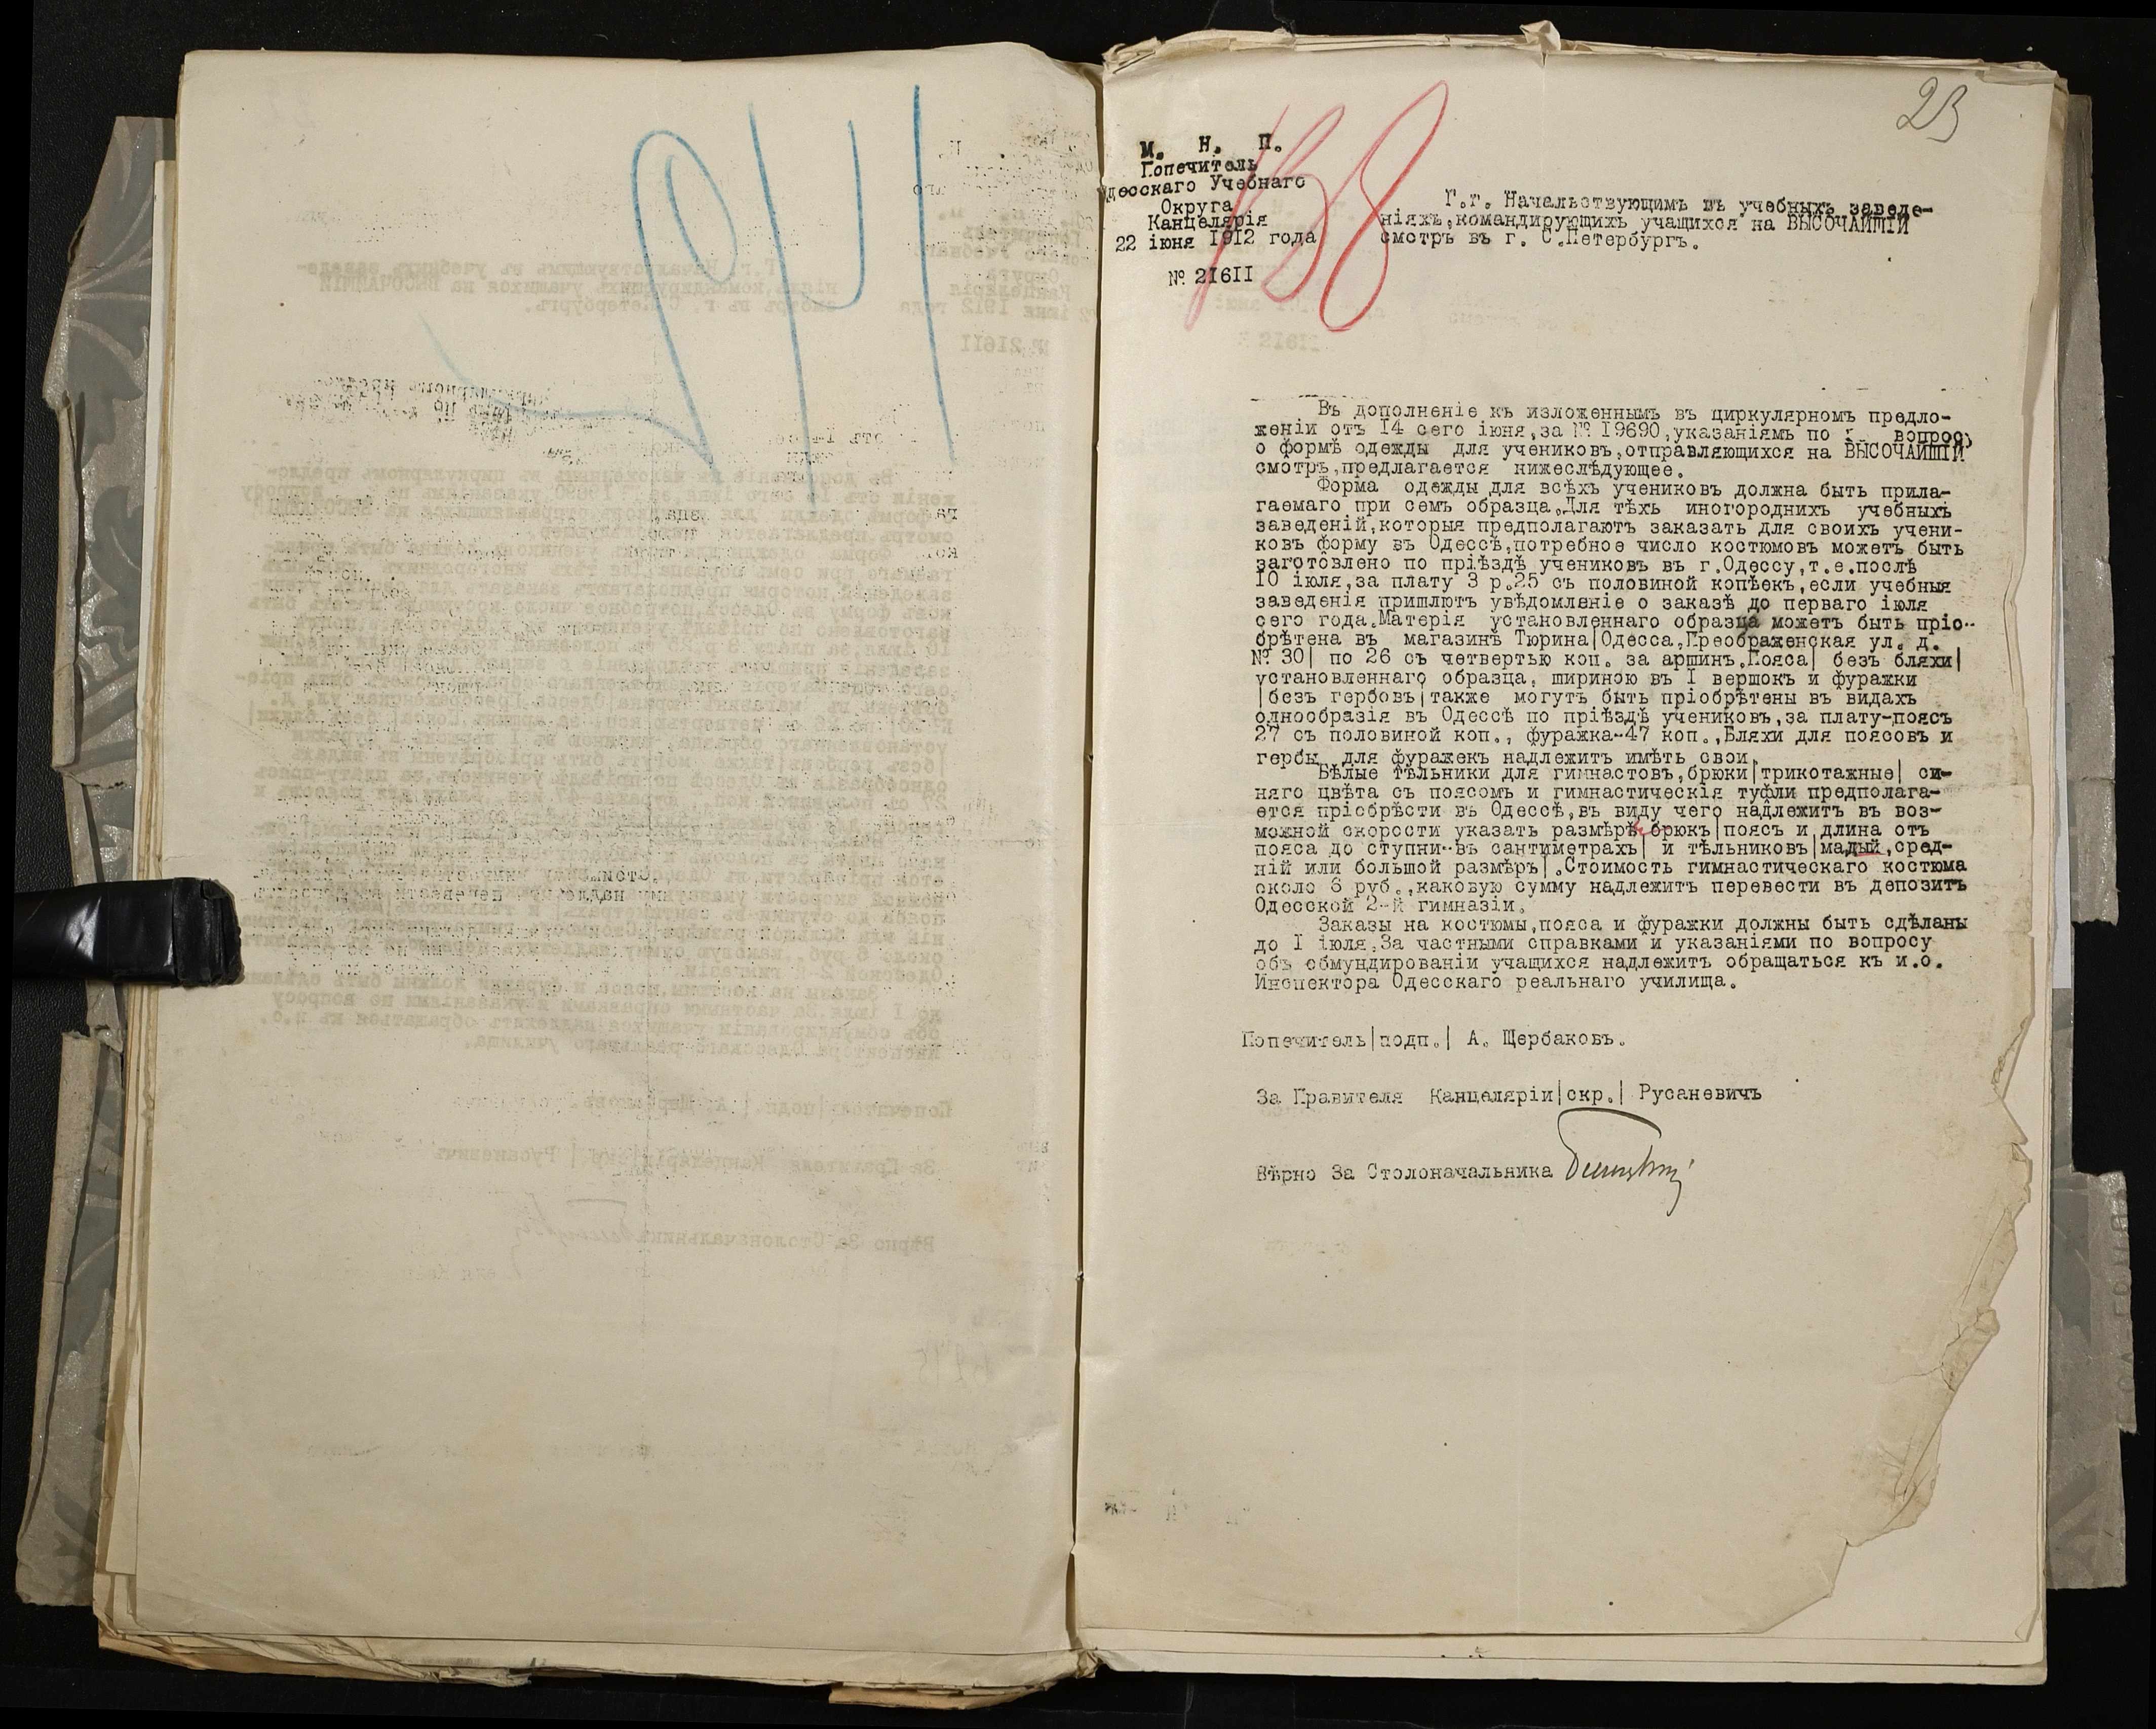 23
138
М. Н. П.
Попечитель
Одесскаго Учебнаго
Округа
Канцелярія
22 іюня 1912 года
№ 21611
Г.г. Начальствующимъ въ учебныхъ заведе-
ніяхъ,командирующихъ учащихся на ВЫСОЧАЙШІЙ
смотръ въ г. С.Петербургъ.
Въ дополненіе къ изложеннымъ въ циркулярномъ предло-
женіи отъ 14 сего іюня,за № 19690,указаніямъ по вопросу
о формѣ одежды для учениковъ,отправляющихся на ВЫСОЧАЙШІЙ
смотръ,предлагается нижеслѣдующее.
Форма одежды для всѣхъ учениковъ должна быть прила-
гаемаго при семъ образца.Для тѣхъ иногороднихъ учебныхъ
заведеній,которыя предполагаютъ заказать для своихъ учени-
ковъ форму въ Одессѣ,потребное число костюмовъ можетъ быть
заготовлено по пріѣздѣ учениковъ въ г.Одессу,т.е.послѣ
10 іюля,за плату 3 р.25 съ половиной копѣекъ,если учебныя
заведенія пришлютъ увѣдомленіе о заказѣ до перваго іюля
сего года.Матерія установленнаго образца можетъ быть пріо-
брѣтена въ магазинѣ Тюрина|Одесса,Преображенская ул. д.
№ 30| по 26 съ четвертью коп. за аршинъ.Пояса| безъ бляхи|
установленнаго образца, шириною въ I вершокъ и фуражки
|безъ гербовъ|также могутъ быть пріобрѣтены въ видахъ
однообразія въ Одессѣ по пріѣздѣ учениковъ,за плату-поясъ
27 съ половиной коп., фуражка-47 коп.,Бляхи для поясовъ и
гербы для фуражекъ надлежитъ имѣть свои.
Бѣлые тѣльники для гимнастовъ,брюки|трикотажные| си-
няго цвѣта съ поясомъ и гимнастическія туфли предполага-
ется пріобрѣсти въ Одессѣ,въ виду чего надлежитъ въ воз-
можной скорости указать размѣръ брюкъ|поясъ и длина отъ
пояса до ступни-въ сантиметрахъ| и тѣльниковъ|малый,сред-
ній или большой размѣръ|.Стоимость гимнастическаго костюма
около 6 руб.,каковую сумму надлежитъ перевести въ депозитъ
Одесской 2-й гимназіи.
Заказы на костюмы,пояса и фуражки должны быть сдѣланы
до I іюля.За частными справками и указаніями по вопросу
объ обмундированіи учащихся надлежитъ обращаться къ и.о.
Инспектора Одесскаго реальнаго училища.
Попечитель|подп.| А. Щербаковъ.
За Правителя Канцеляріи|скр.| Русаневичъ
Вѣрно За Столоначальника